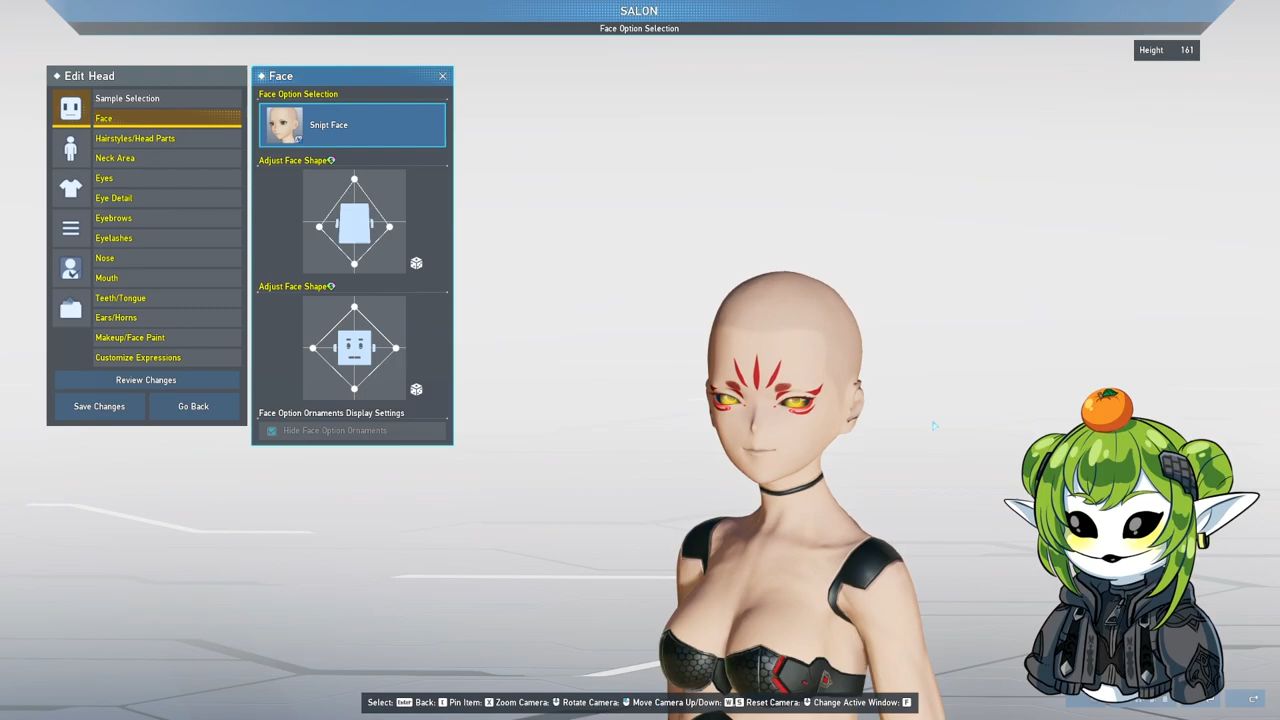 SALON
Face Option Selection
Height 161
Edit Head
Sample Selection
Face
Hairstyles/Head Parts
Neck Area
Eyes
Eye Detail
Eyebrows
Eyelashes
Nose
Mouth
Teeth/Tongue
Ears/Horns
Makeup/Face Paint
Customize Expressions
Review Changes
Save Changes Go Back
Face
Face Option Selection
Snipt Face
Adjust Face Shape
Adjust Face Shape
Face Option Ornaments Display Settings
Hide Face Option Ornaments
Select: Enter Back: C Pin Item: X Zoom Camera: Rotate Camera: Move Camera Up/Down: W S Reset Camera: Change Active Window: F